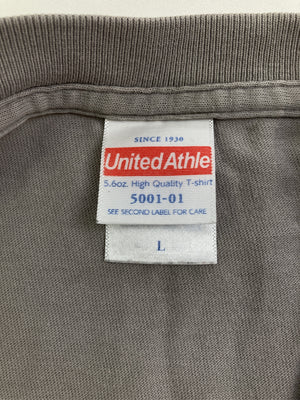 SINCE 1930
United Athle
5.6oz. High Quality T-shirt
5001-01
SEE SECOND LABEL FOR CARE
L